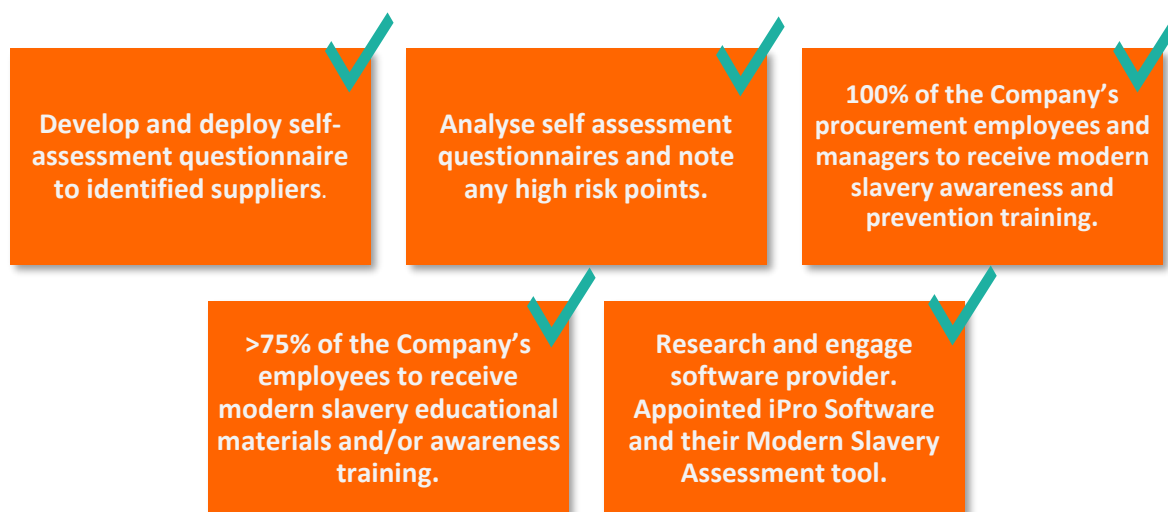 Develop and deploy self-
assessment questionnaire
to identified suppliers.
Analyse self assessment
questionnaires and note
any high risk points.
100% of the Company’s
procurement employees and
managers to receive modern
slavery awareness and
prevention training.
>75% of the Company’s
employees to receive
modern slavery educational
materials and/or awareness
training.
Research and engage
software provider.
Appointed iPro Software
and their Modern Slavery
Assessment tool.